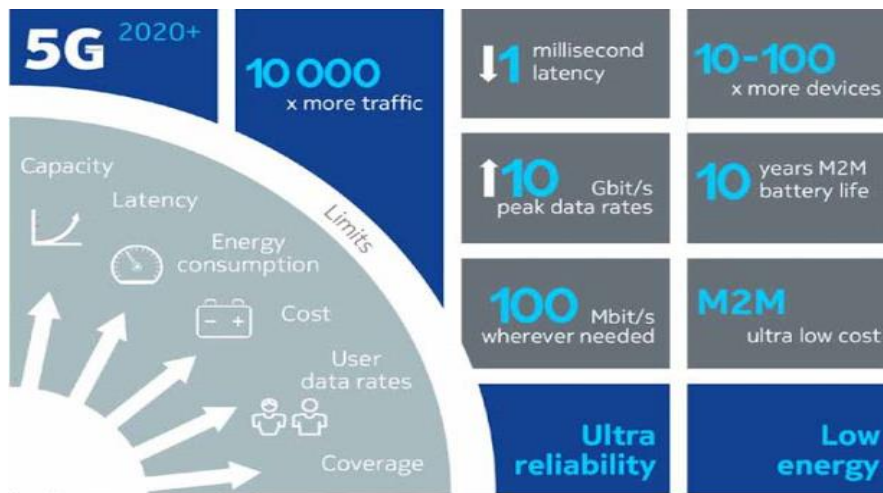 5G 2020+
10 000
x more traffic
1 millisecond
latency
10-100
x more devices
Capacity
Latency
Energy
consumption
Cost
User
data rates
Coverage
Limits
10 Gbit/s
peak data rates
10 years M2M
battery life
100 Mbit/s
wherever needed
M2M
ultra low cost
Ultra
reliability
Low
energy